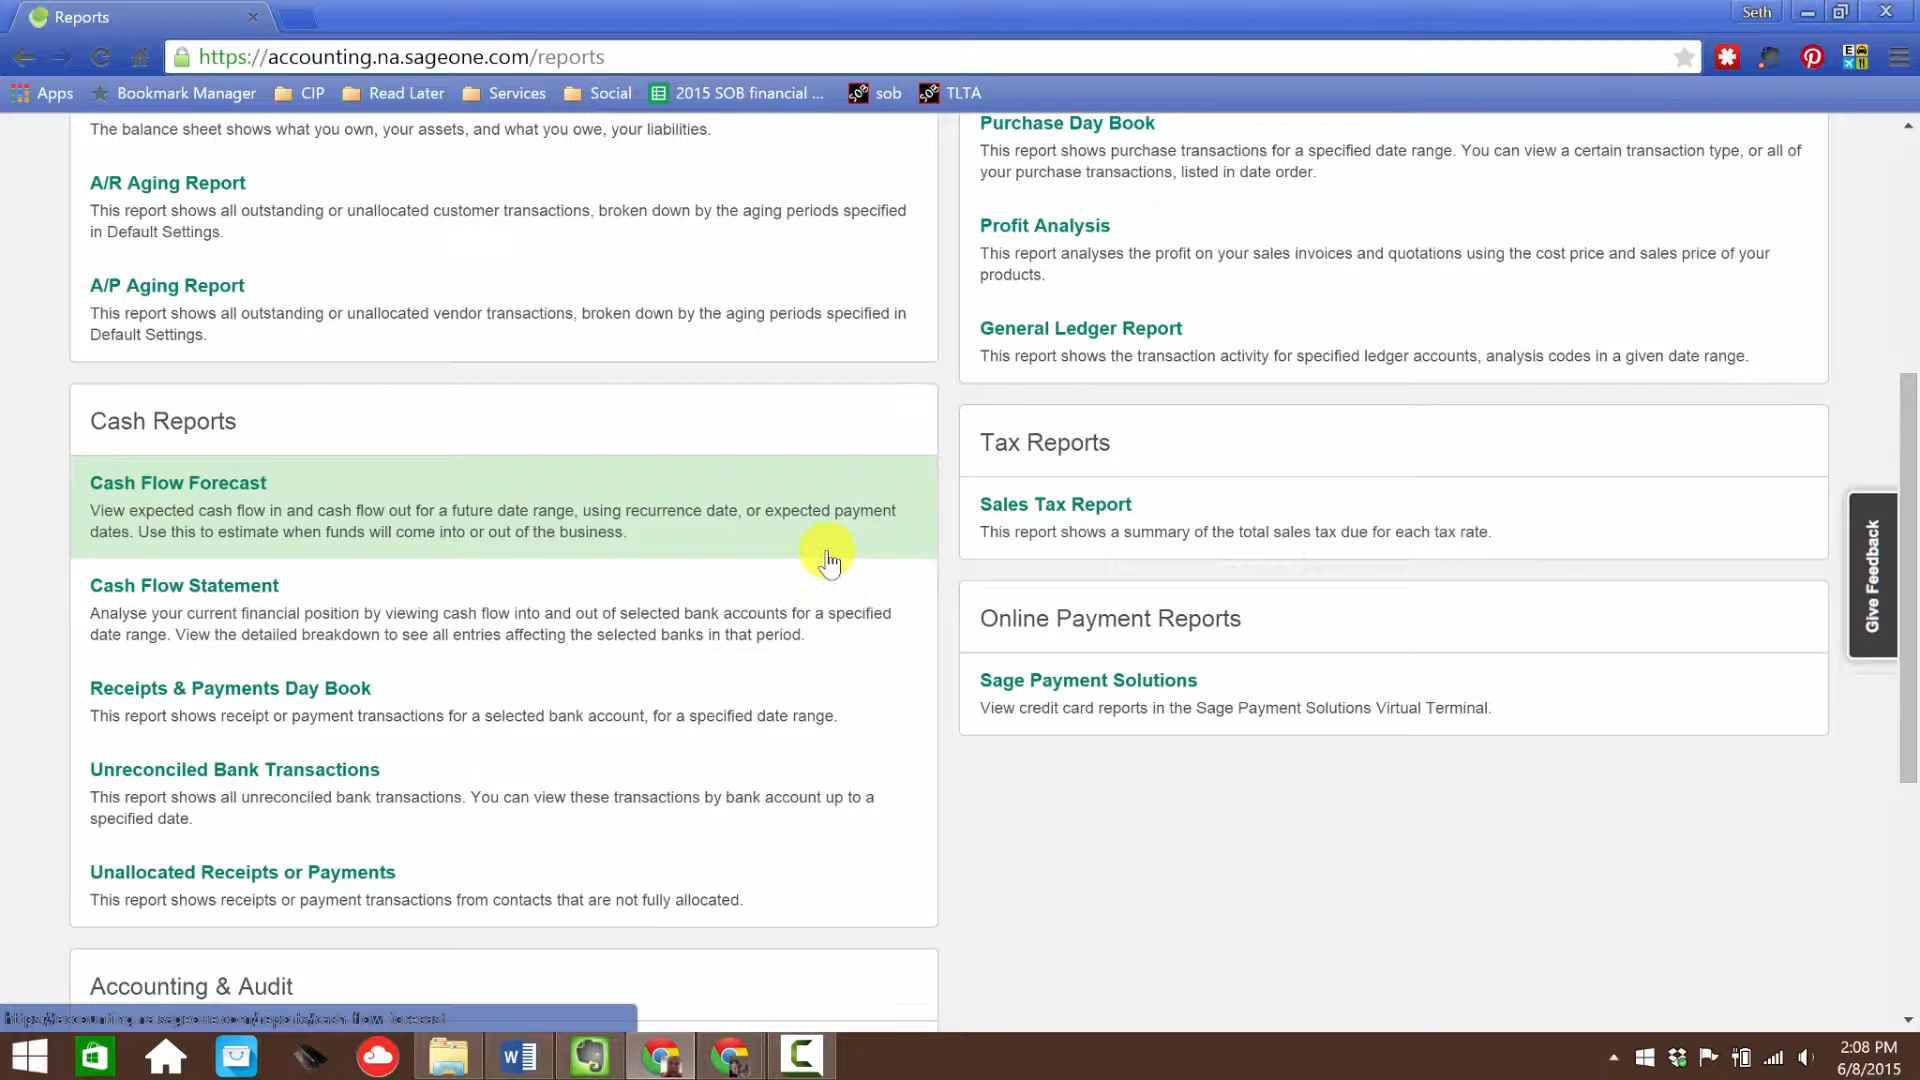 Reports
Seth
https://accounting.na.sageone.com/reports
Apps
Bookmark Manager
CIP
Read Later
Services
Social
2015 SOB financial ...
sob
TLTA
The balance sheet shows what you own, your assets, and what you owe, your liabilities.
A/R Aging Report
This report shows all outstanding or unallocated customer transactions, broken down by the aging periods specified
in Default Settings.
A/P Aging Report
This report shows all outstanding or unallocated vendor transactions, broken down by the aging periods specified in
Default Settings.
Cash Reports
Cash Flow Forecast
View expected cash flow in and cash flow out for a future date range, using recurrence date, or expected payment
dates. Use this to estimate when funds will come into or out of the business.
Cash Flow Statement
Analyse your current financial position by viewing cash flow into and out of selected bank accounts for a specified
date range. View the detailed breakdown to see all entries affecting the selected banks in that period.
Receipts & Payments Day Book
This report shows receipt or payment transactions for a selected bank account, for a specified date range.
Unreconciled Bank Transactions
This report shows all unreconciled bank transactions. You can view these transactions by bank account up to a
specified date.
Unallocated Receipts or Payments
This report shows receipts or payment transactions from contacts that are not fully allocated.
Accounting & Audit
Purchase Day Book
This report shows purchase transactions for a specified date range. You can view a certain transaction type, or all of
your purchase transactions, listed in date order.
Profit Analysis
This report analyses the profit on your sales invoices and quotations using the cost price and sales price of your
products.
General Ledger Report
This report shows the transaction activity for specified ledger accounts, analysis codes in a given date range.
Tax Reports
Sales Tax Report
This report shows a summary of the total sales tax due for each tax rate.
Online Payment Reports
Sage Payment Solutions
View credit card reports in the Sage Payment Solutions Virtual Terminal.
Give Feedback
https://accounting.na.sageone.com/reports/cash-flow-forecast
2:08 PM
6/8/2015